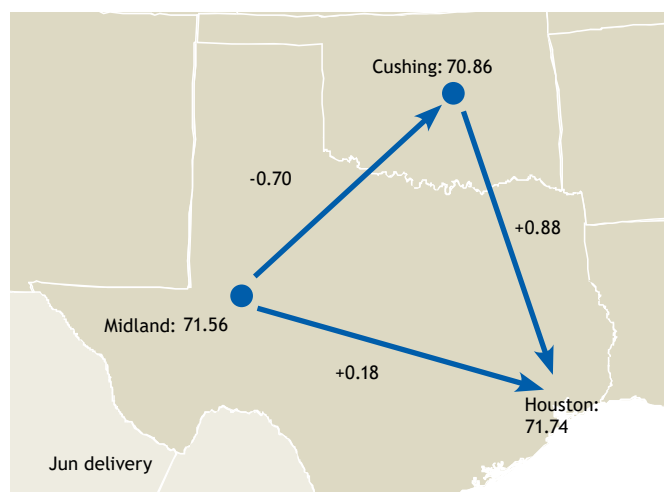 Cushing: 70.86
-0.70
+0.88
Midland: 71.56
+0.18
Houston:
71.74
Jun delivery